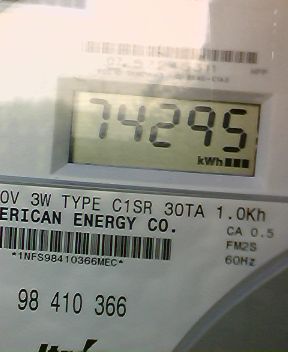 74295
kWh
0V 3W TYPE C1SR 30TA 1.0Kh
ERICAN ENERGY CO.
CA 0.5
FM2S
*1NFS98410366MEC*
60Hz
98 410 366